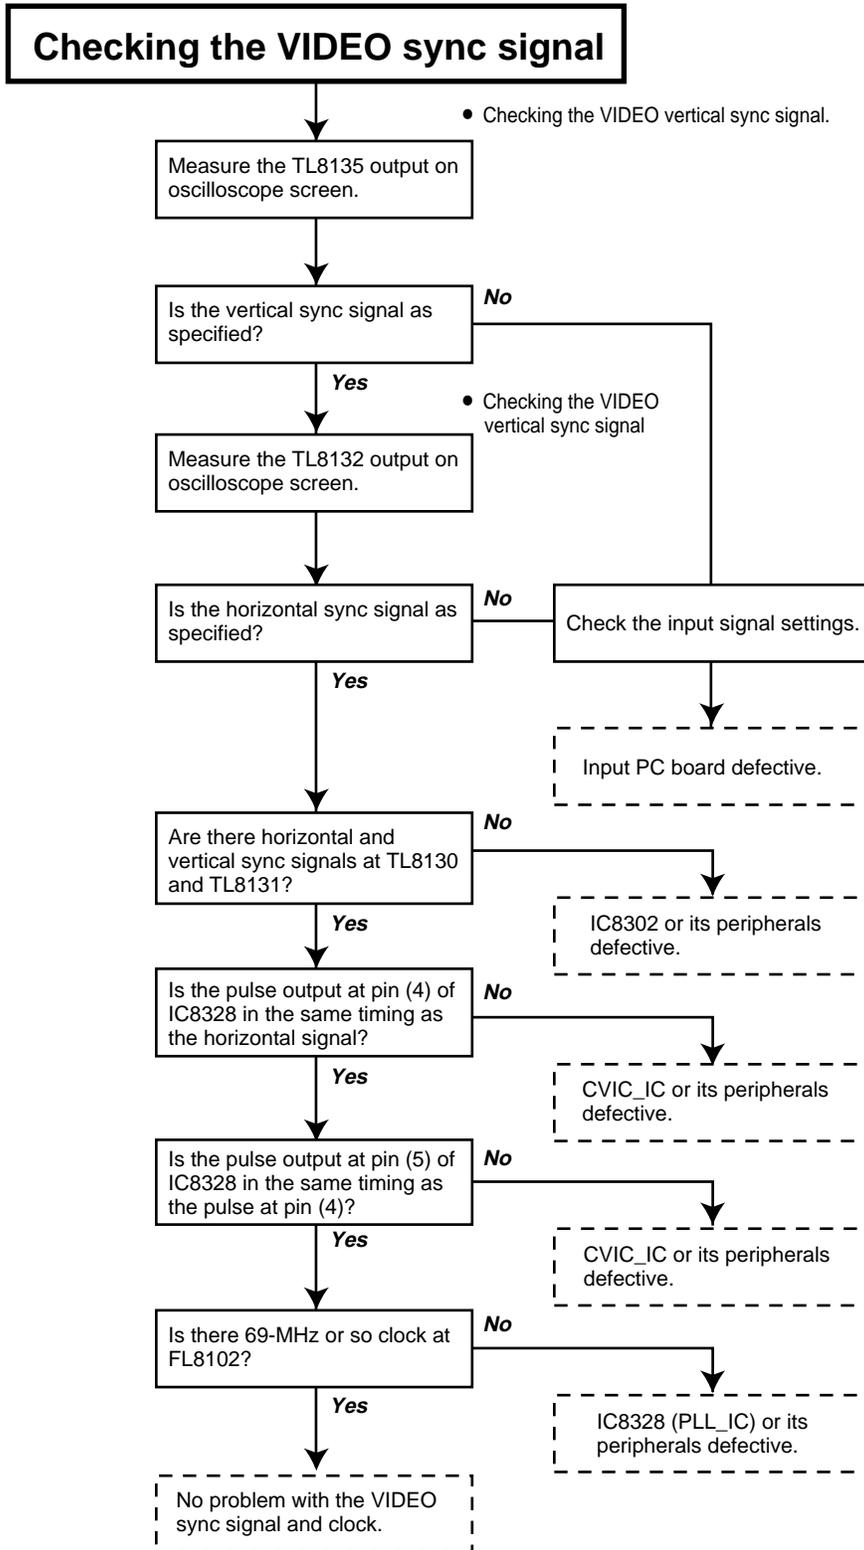 Checking the VIDEO sync signal
● Checking the VIDEO vertical sync signal.
Measure the TL8135 output on
oscilloscope screen.
Is the vertical sync signal as
specified?
No
Yes
● Checking the VIDEO
vertical sync signal
Measure the TL8132 output on
oscilloscope screen.
Is the horizontal sync signal as
specified?
No
Check the input signal settings.
Yes
Input PC board defective.
Are there horizontal and
vertical sync signals at TL8130
and TL8131?
No
IC8302 or its peripherals
defective.
Yes
Is the pulse output at pin (4) of
IC8328 in the same timing as
the horizontal signal?
No
CVIC_IC or its peripherals
defective.
Yes
Is the pulse output at pin (5) of
IC8328 in the same timing as
the pulse at pin (4)?
No
CVIC_IC or its peripherals
defective.
Yes
Is there 69-MHz or so clock at
FL8102?
No
IC8328 (PLL_IC) or its
peripherals defective.
Yes
No problem with the VIDEO
sync signal and clock.